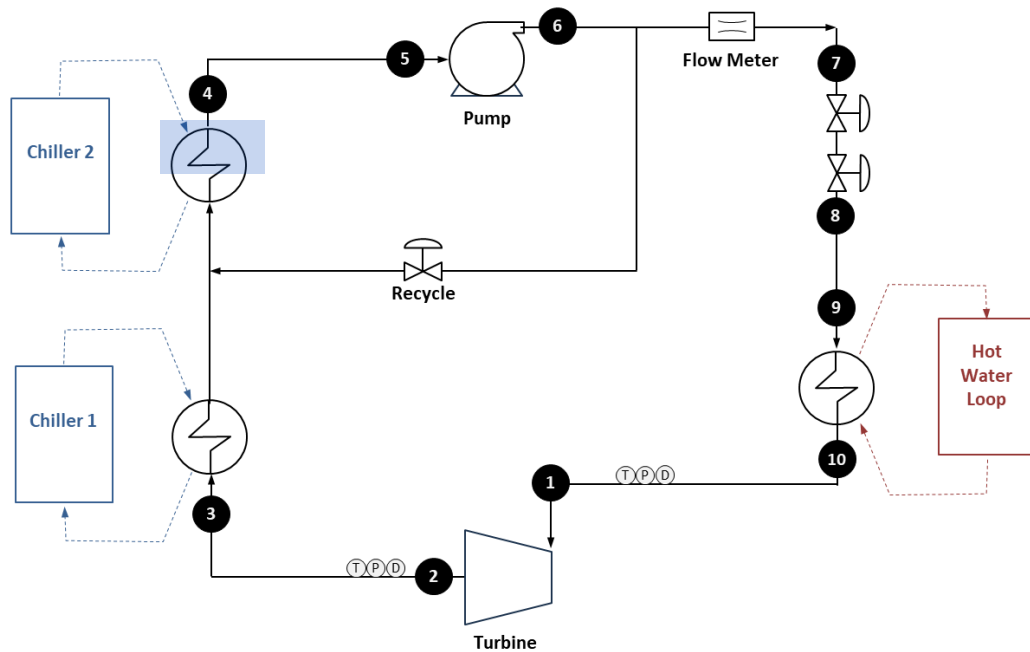 6
5
7
Flow Meter
4
Pump
Chiller 2
8
Recycle
9
Hot
Water
Loop
Chiller 1
10
1
T P D
3
T P D
2
Turbine